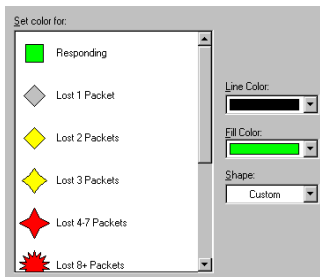 Set color for:
Responding
Lost 1 Packet
Lost 2 Packets
Lost 3 Packets
Lost 4-7 Packets
Lost 8+ Packets
Line Color:
Fill Color:
Shape:
Custom